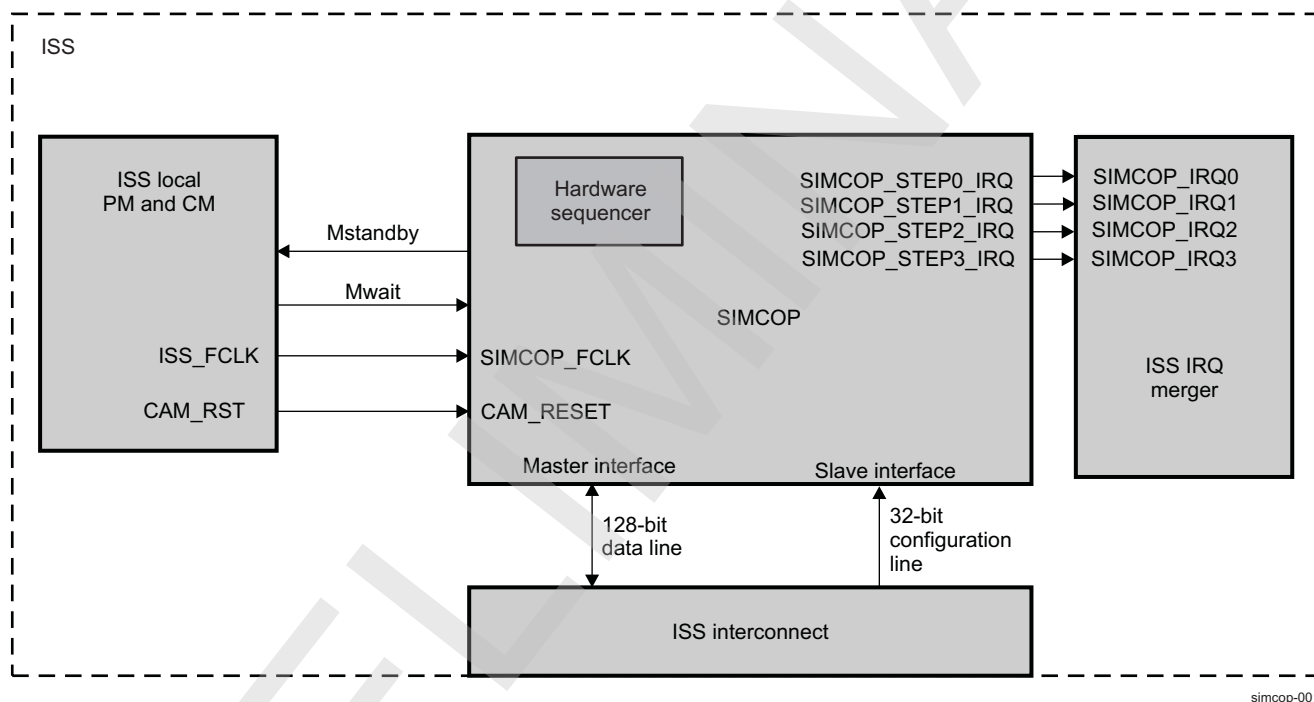 ISS
ISS local
PM and CM
Mstandby
Mwait
ISS_FCLK
CAM_RST
Hardware
sequencer
SIMCOP_STEP0_IRQ
SIMCOP_STEP1_IRQ
SIMCOP_STEP2_IRQ
SIMCOP_STEP3_IRQ
SIMCOP
SIMCOP_FCLK
CAM_RESET
Master interface
Slave interface
SIMCOP_IRQ0
SIMCOP_IRQ1
SIMCOP_IRQ2
SIMCOP_IRQ3
ISS IRQ
merger
128-bit
data line
32-bit
configuration
line
ISS interconnect
simcop-00